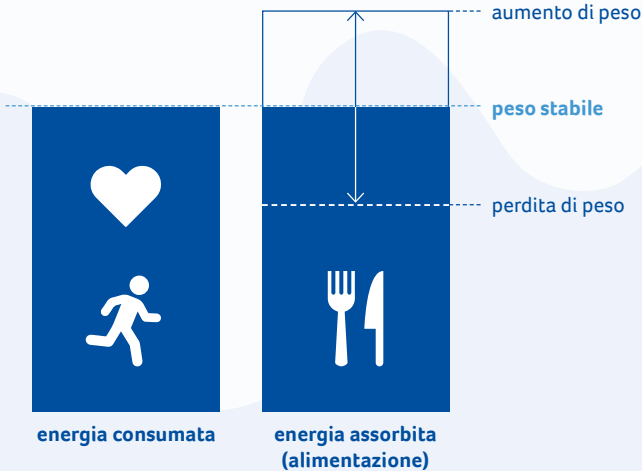 aumento di peso
peso stabile
perdita di peso
energia consumata
energia assorbita
(alimentazione)